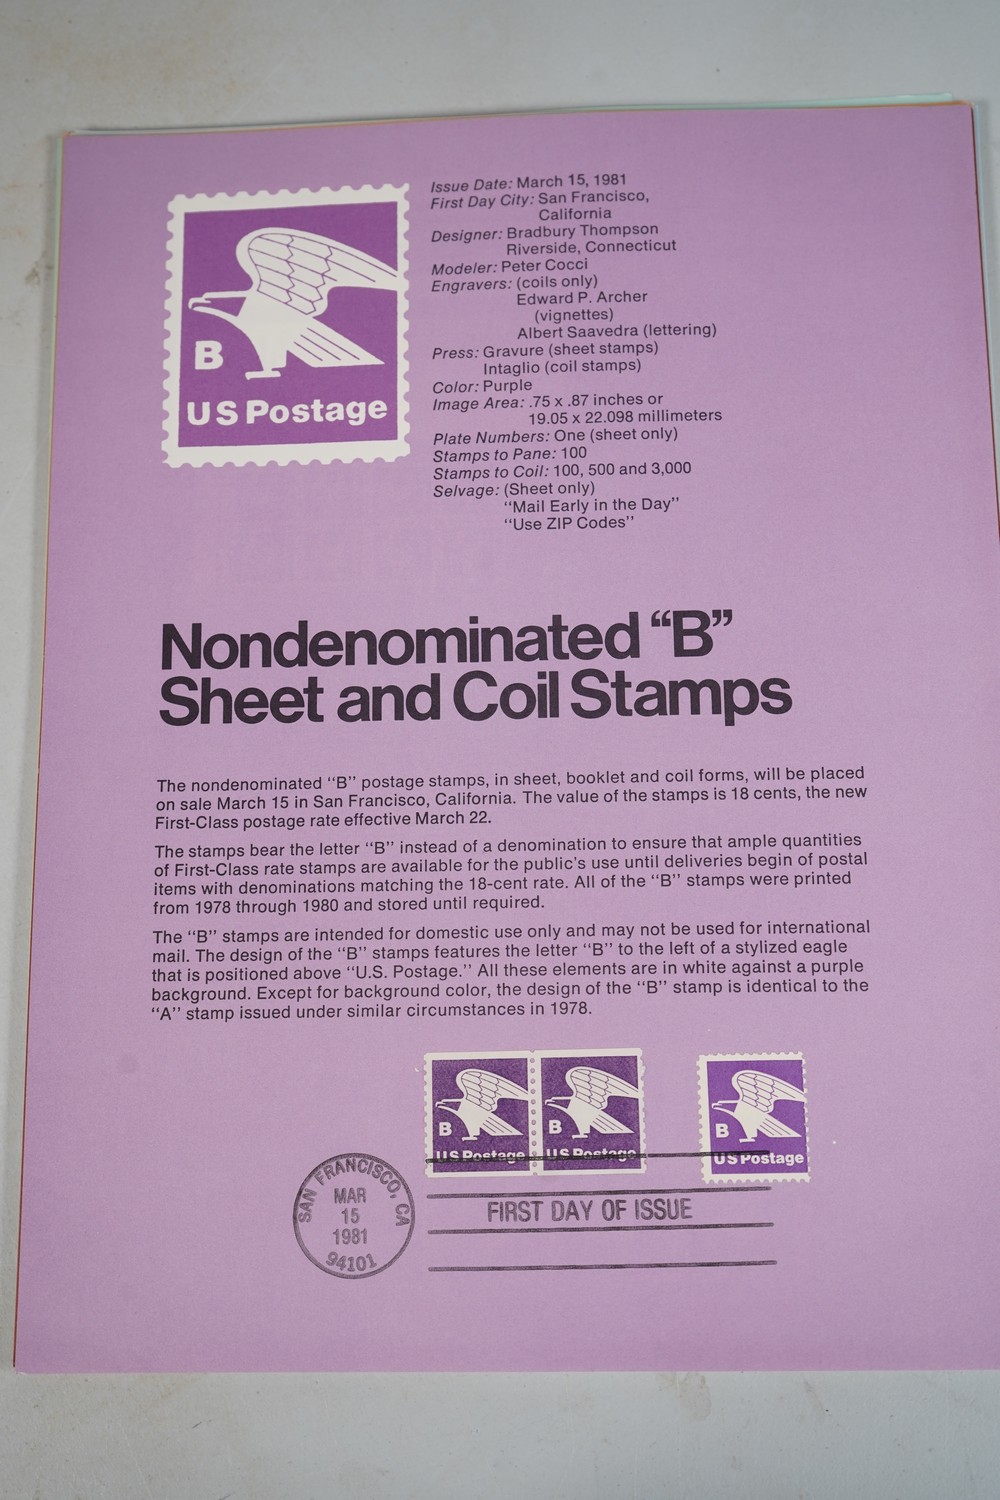 B
US Postage
Issue Date: March 15, 1981
First Day City: San Francisco,
California
Designer: Bradbury Thompson
Riverside, Connecticut
Modeler: Peter Cocci
Engravers: (coils only)
Edward P. Archer
(vignettes)
Albert Saavedra (lettering)
Press: Gravure (sheet stamps)
Intaglio (coil stamps)
Color: Purple
Image Area: .75 x .87 inches or
19.05 x 22.098 millimeters
Plate Numbers: One (sheet only)
Stamps to Pane: 100
Stamps to Coil: 100, 500 and 3,000
Selvage: (Sheet only)
“Mail Early in the Day”
“Use ZIP Codes”
Nondenominated “B”
Sheet and Coil Stamps
The nondenominated “B” postage stamps, in sheet, booklet and coil forms, will be placed
on sale March 15 in San Francisco, California. The value of the stamps is 18 cents, the new
First-Class postage rate effective March 22.
The stamps bear the letter “B” instead of a denomination to ensure that ample quantities
of First-Class rate stamps are available for the public’s use until deliveries begin of postal
items with denominations matching the 18-cent rate. All of the “B” stamps were printed
from 1978 through 1980 and stored until required.
The “B” stamps are intended for domestic use only and may not be used for international
mail. The design of the “B” stamps features the letter “B” to the left of a stylized eagle
that is positioned above “U.S. Postage.” All these elements are in white against a purple
background. Except for background color, the design of the “B” stamp is identical to the
“A” stamp issued under similar circumstances in 1978.
B
US Postage
B
US Postage
B
US Postage
SAN FRANCISCO, CA
MAR
15
1981
94101
FIRST DAY OF ISSUE